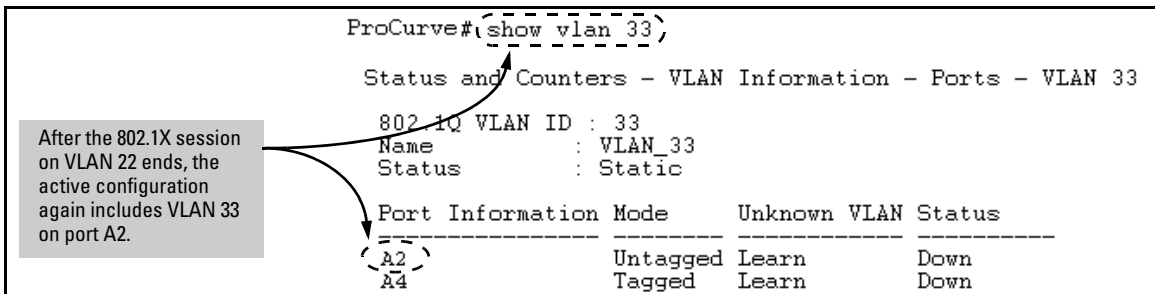 ProCurve# show vlan 33
Status and Counters - VLAN Information - Ports - VLAN 33
802.1Q VLAN ID : 33
Name : VLAN_33
Status : Static
After the 802.1X session
on VLAN 22 ends, the
active configuration
again includes VLAN 33
on port A2.
Port Information Mode Unknown VLAN Status
A2 Untagged Learn Down
A4 Tagged Learn Down